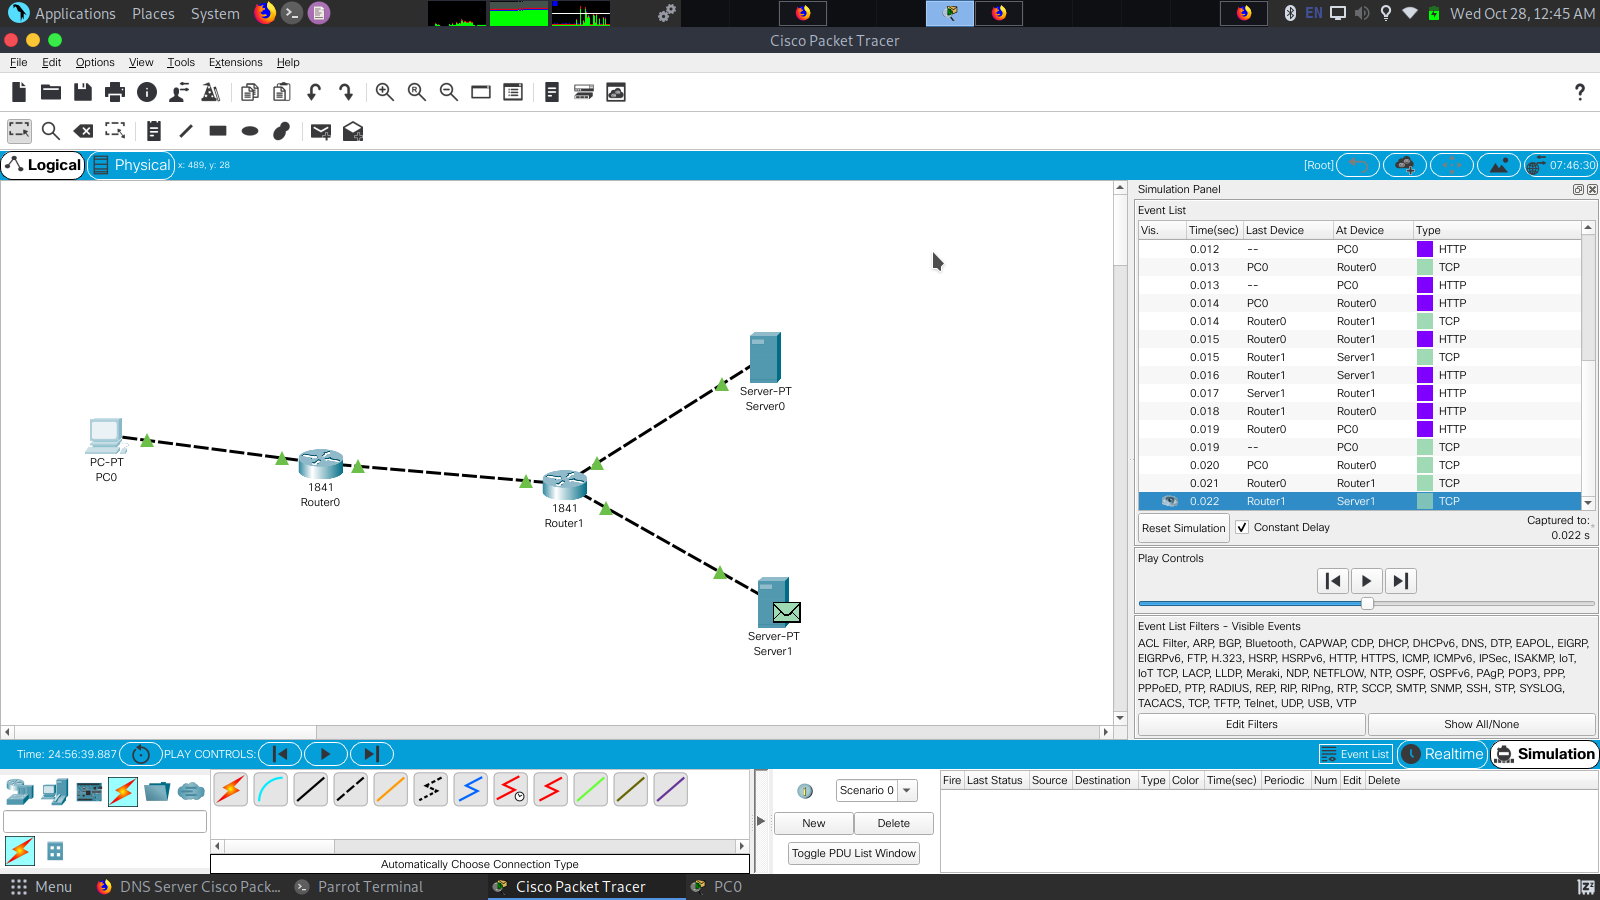 Applications Places System EN Wed Oct 28, 12:45 AM
Cisco Packet Tracer
File Edit Options View Tools Extensions Help
?
Logical Physical x: 489, y: 28 [Root] 07:46:30
Simulation Panel
Event List
Vis. Time(sec) Last Device At Device Type
0.012 -- PC0 HTTP
0.013 PC0 Router0 TCP
0.013 -- PC0 HTTP
0.014 PC0 Router0 HTTP
0.014 Router0 Router1 TCP
0.015 Router0 Router1 HTTP
0.015 Router1 Server1 TCP
0.016 Router1 Server1 HTTP
0.017 Server1 Router1 HTTP
0.018 Router1 Router0 HTTP
0.019 Router0 PC0 HTTP
0.019 -- PC0 TCP
0.020 PC0 Router0 TCP
0.021 Router0 Router1 TCP
0.022 Router1 Server1 TCP
Reset Simulation Constant Delay Captured to:
0.022 s
Play Controls
Event List Filters - Visible Events
ACL Filter, ARP, BGP, Bluetooth, CAPWAP, CDP, DHCP, DHCPv6, DNS, DTP, EAPOL, EIGRP,
EIGRPv6, FTP, H.323, HSRP, HSRPv6, HTTP, HTTPS, ICMP, ICMPv6, IPSec, ISAKMP, IoT,
IoT TCP, LACP, LLDP, Meraki, NDP, NETFLOW, NTP, OSPF, OSPFv6, PAgP, POP3, PPP,
PPPoED, PTP, RADIUS, REP, RIP, RIPng, RTP, SCCP, SMTP, SNMP, SSH, STP, SYSLOG,
TACACS, TCP, TFTP, Telnet, UDP, USB, VTP
Edit Filters Show All/None
Server-PT
Server0
PC-PT
PC0
1841
Router0
1841
Router1
Server-PT
Server1
Time: 24:56:39.887 PLAY CONTROLS: Event List Realtime Simulation
Scenario 0
New Delete
Toggle PDU List Window
Fire Last Status Source Destination Type Color Time(sec) Periodic Num Edit Delete
Automatically Choose Connection Type
Menu DNS Server Cisco Pack... Parrot Terminal Cisco Packet Tracer PC0